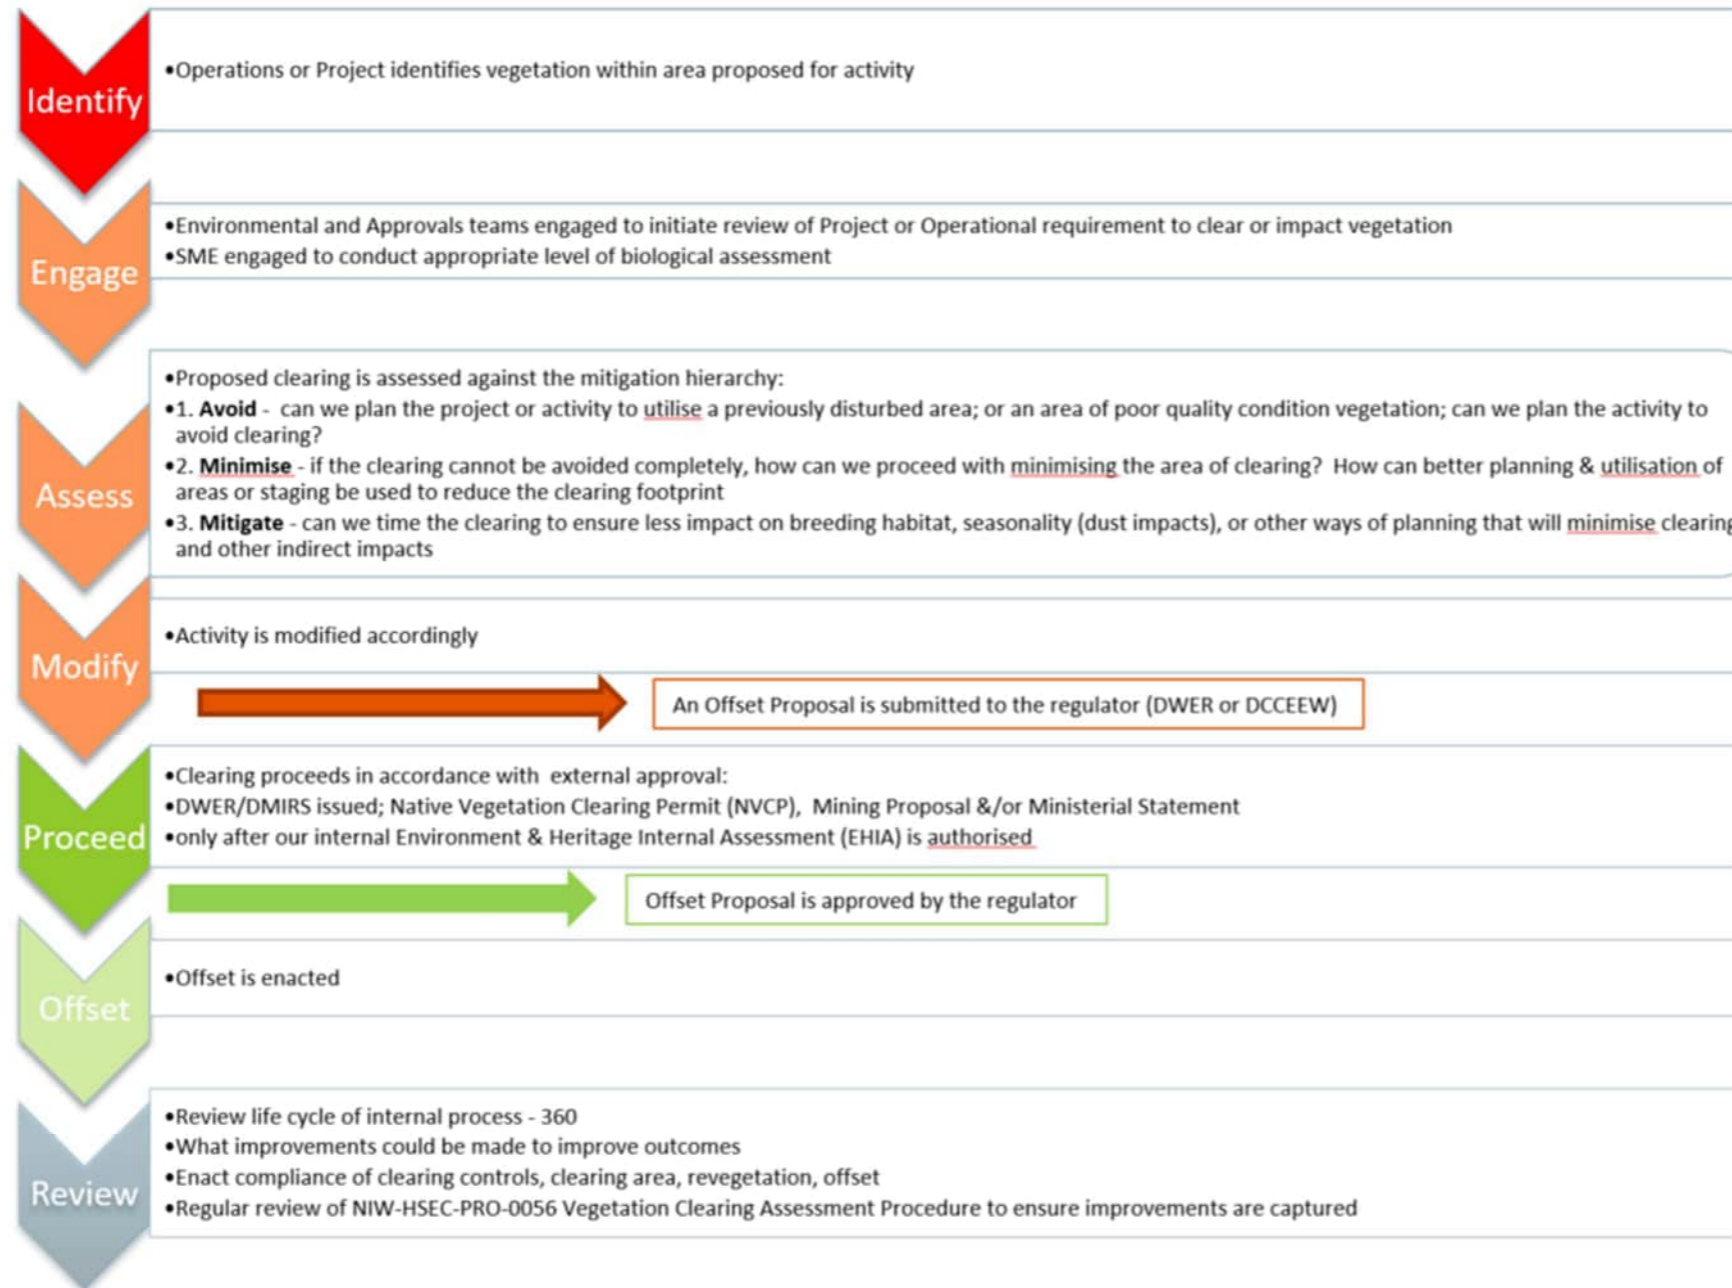 Identify
•Operations or Project identifies vegetation within area proposed for activity
Engage
•Environmental and Approvals teams engaged to initiate review of Project or Operational requirement to clear or impact vegetation
•SME engaged to conduct appropriate level of biological assessment
Assess
•Proposed clearing is assessed against the mitigation hierarchy:
•1. Avoid - can we plan the project or activity to utilise a previously disturbed area; or an area of poor quality condition vegetation; can we plan the activity to
avoid clearing?
•2. Minimise - if the clearing cannot be avoided completely, how can we proceed with minimising the area of clearing? How can better planning & utilisation of
areas or staging be used to reduce the clearing footprint
•3. Mitigate - can we time the clearing to ensure less impact on breeding habitat, seasonality (dust impacts), or other ways of planning that will minimise clearing
and other indirect impacts
Modify
•Activity is modified accordingly
An Offset Proposal is submitted to the regulator (DWER or DCCEEW)
Proceed
•Clearing proceeds in accordance with external approval:
•DWER/DMIRS issued; Native Vegetation Clearing Permit (NVCP), Mining Proposal &/or Ministerial Statement
•only after our internal Environment & Heritage Internal Assessment (EHIA) is authorised
Offset Proposal is approved by the regulator
Offset
•Offset is enacted
Review
•Review life cycle of internal process - 360
•What improvements could be made to improve outcomes
•Enact compliance of clearing controls, clearing area, revegetation, offset
•Regular review of NIW-HSEC-PRO-0056 Vegetation Clearing Assessment Procedure to ensure improvements are captured